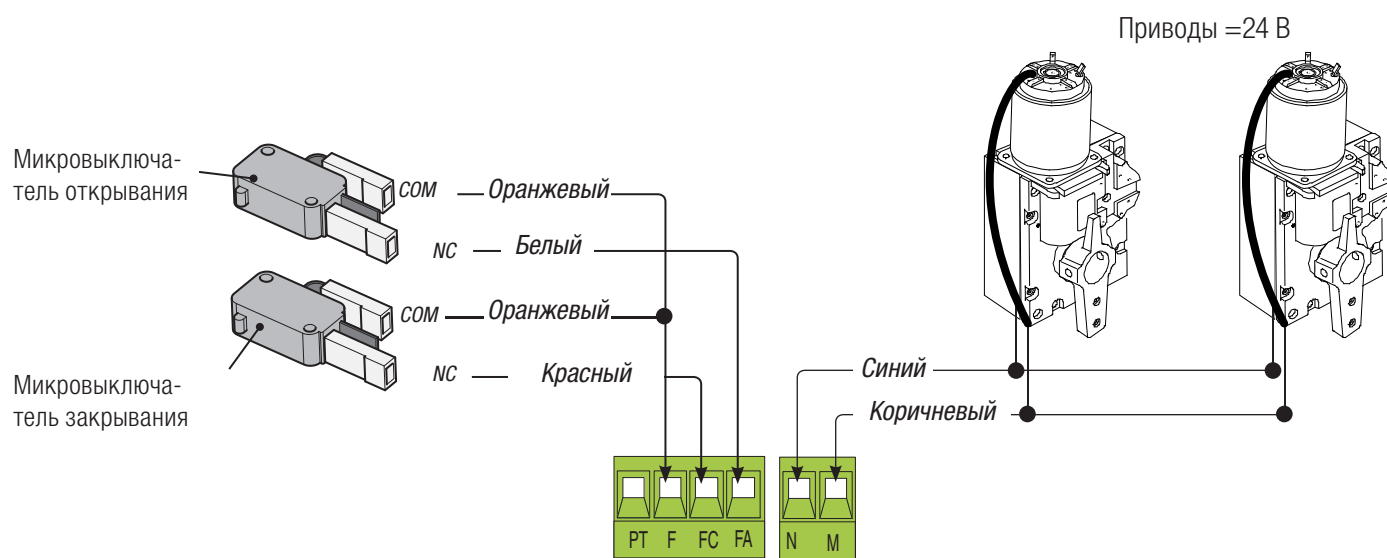 Приводы =24 В
Микровыключа-
тель открывания
COM
Оранжевый
NC
Белый
COM
Оранжевый
NC
Красный
Микровыключа-
тель закрывания
Синий
Коричневый
PT F FC FA
N M